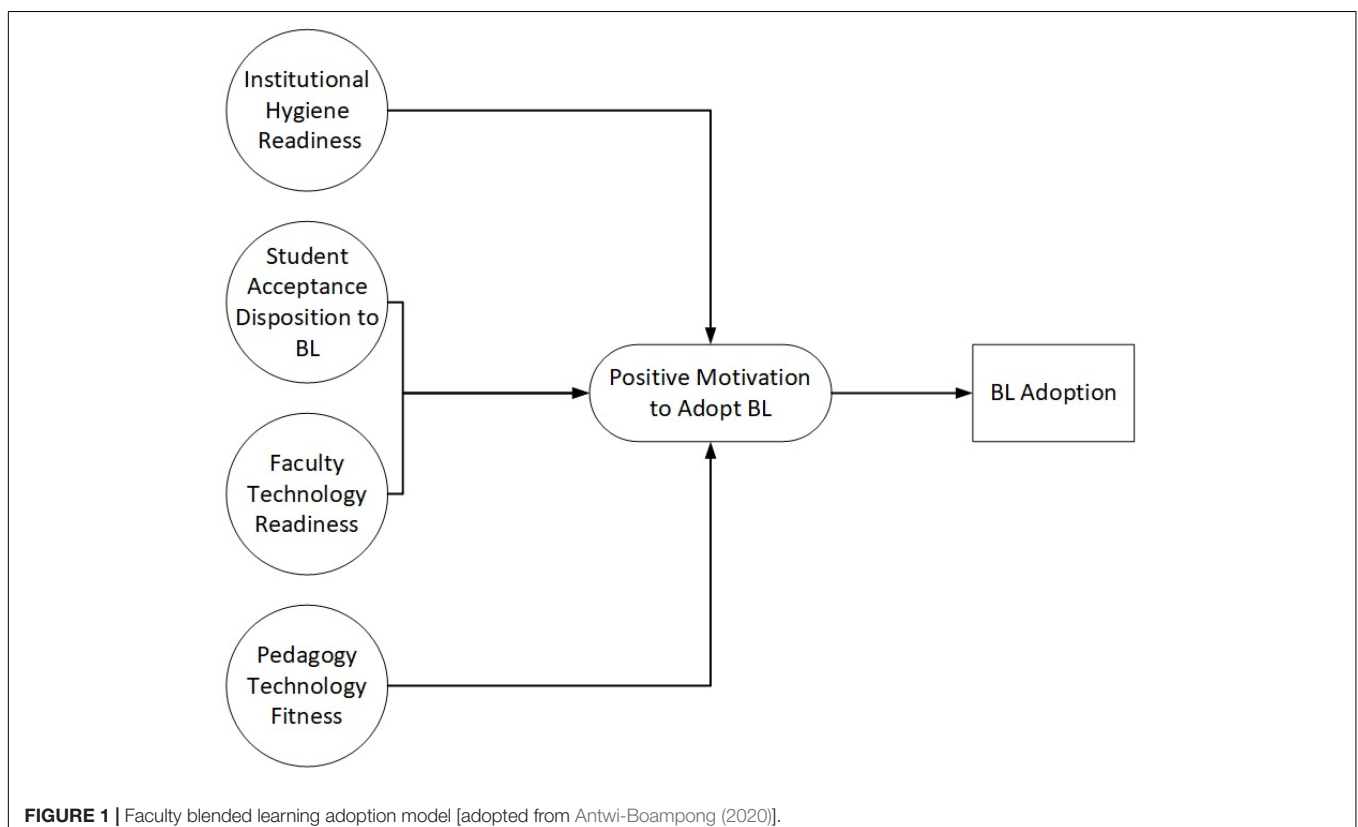 Institutional
Hygiene
Readiness
Student
Acceptance
Disposition to
BL
Faculty
Technology
Readiness
Pedagogy
Technology
Fitness
Positive Motivation
to Adopt BL
BL Adoption
FIGURE 1 | Faculty blended learning adoption model [adopted from Antwi-Boampong (2020)].